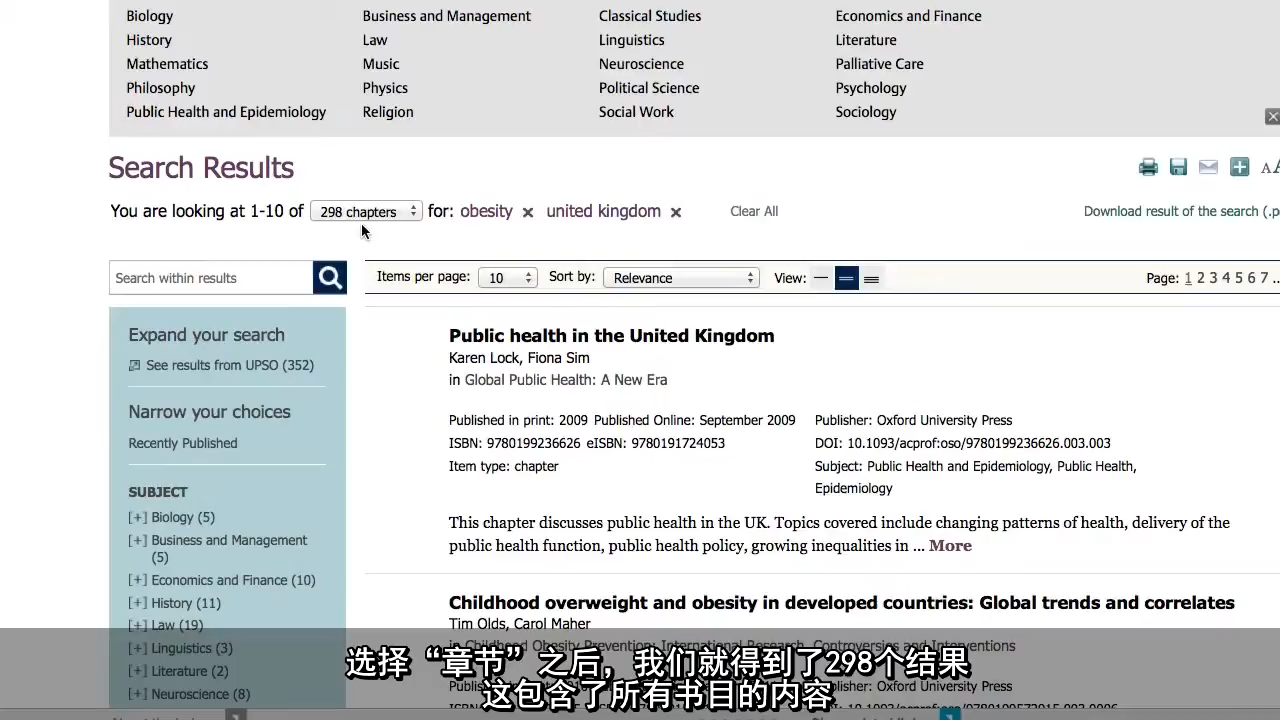 Biology Business and Management Classical Studies Economics and Finance
History Law Linguistics Literature
Mathematics Music Neuroscience Palliative Care
Philosophy Physics Political Science Psychology
Public Health and Epidemiology Religion Social Work Sociology
Search Results
You are looking at 1-10 of 298 chapters for: obesity × united kingdom × Clear All
Download result of the search (.p
Search within results
Items per page: 10 Sort by: Relevance View: Page: 1 2 3 4 5 6 7 ..
Expand your search
See results from UPSO (352)
Narrow your choices
Recently Published
SUBJECT
[+] Biology (5)
[+] Business and Management
(5)
[+] Economics and Finance (10)
[+] History (11)
[+] Law (19)
[+] Linguistics (3)
[+] Literature (2)
[+] Neuroscience (8)
Public health in the United Kingdom
Karen Lock, Fiona Sim
in Global Public Health: A New Era
Published in print: 2009 Published Online: September 2009
ISBN: 9780199236626 eISBN: 9780191724053
Item type: chapter
Publisher: Oxford University Press
DOI: 10.1093/acprof:oso/9780199236626.003.003
Subject: Public Health and Epidemiology, Public Health,
Epidemiology
This chapter discusses public health in the UK. Topics covered include changing patterns of health, delivery of the
public health function, public health policy, growing inequalities in ... More
Childhood overweight and obesity in developed countries: Global trends and correlates
Tim Olds, Carol Maher
in Childhood Obesity Prevention: International Research, Controversies and Interventions
Oxford University Press
选择“章节”之后，我们就得到了298个结果
这包含了所有书目的内容